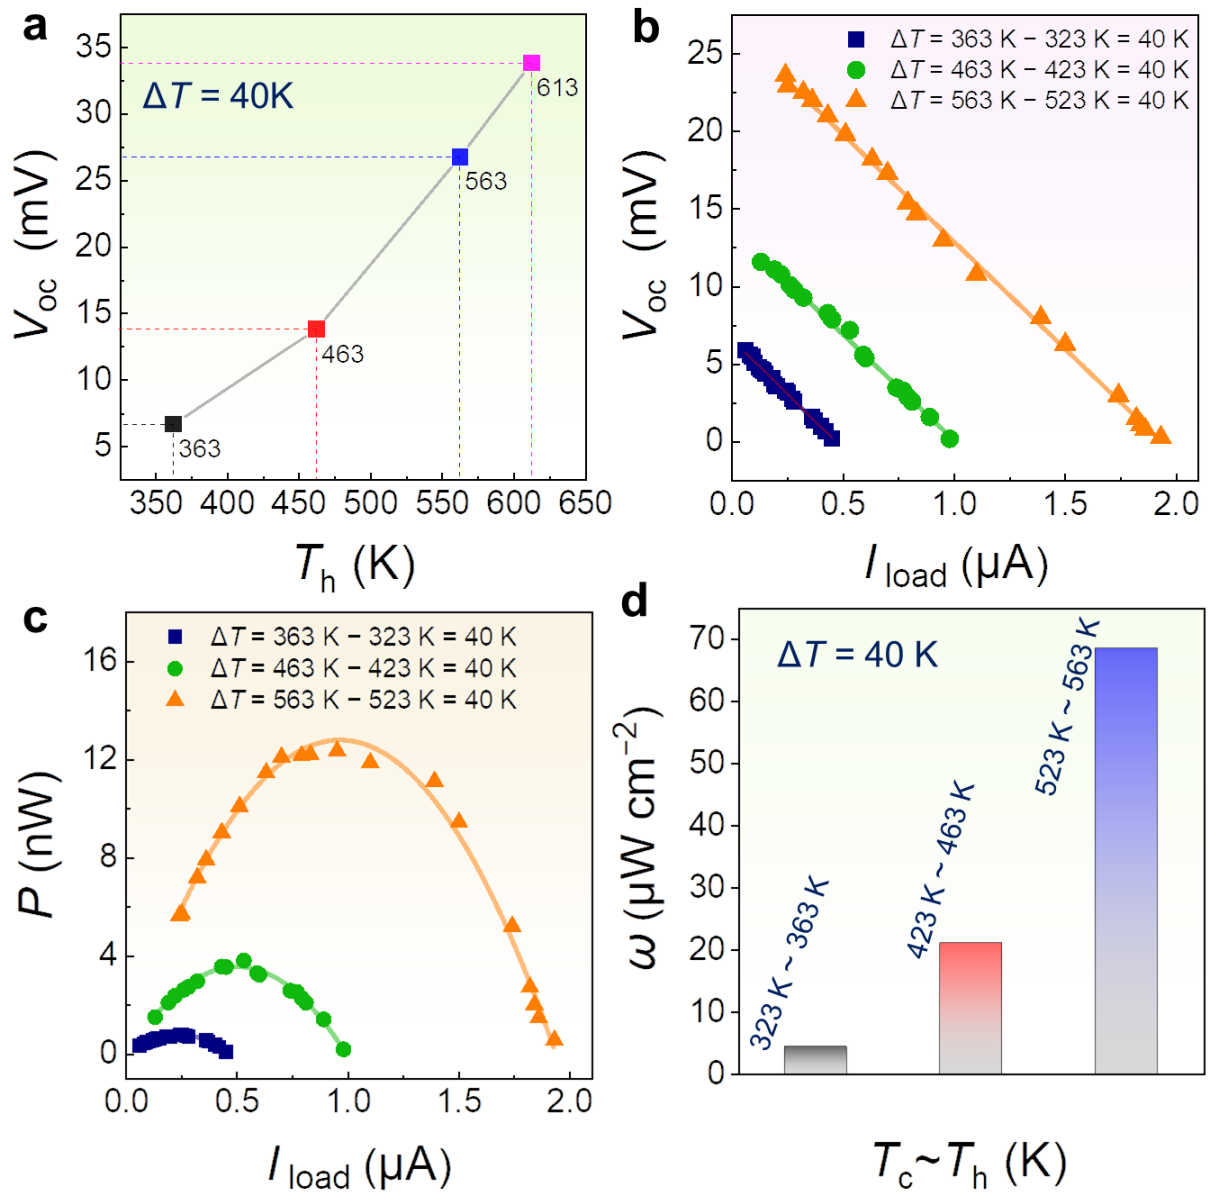 a
ΔT = 40K
35
30
25
20
15
10
5
363
463
563
613
350 400 450 500 550 600 650
Voc (mV)
Th (K)
b
ΔT = 363 K − 323 K = 40 K
ΔT = 463 K − 423 K = 40 K
ΔT = 563 K − 523 K = 40 K
25
20
15
10
5
0
0.0 0.5 1.0 1.5 2.0
Voc (mV)
I load (μA)
c
ΔT = 363 K − 323 K = 40 K
ΔT = 463 K − 423 K = 40 K
ΔT = 563 K − 523 K = 40 K
16
12
8
4
0
0.0 0.5 1.0 1.5 2.0
P (nW)
I load (μA)
d
ΔT = 40 K
70
60
50
40
30
20
10
0
323 K ~ 363 K
423 K ~ 463 K
523 K ~ 563 K
ω (μW cm−2)
Tc~Th (K)